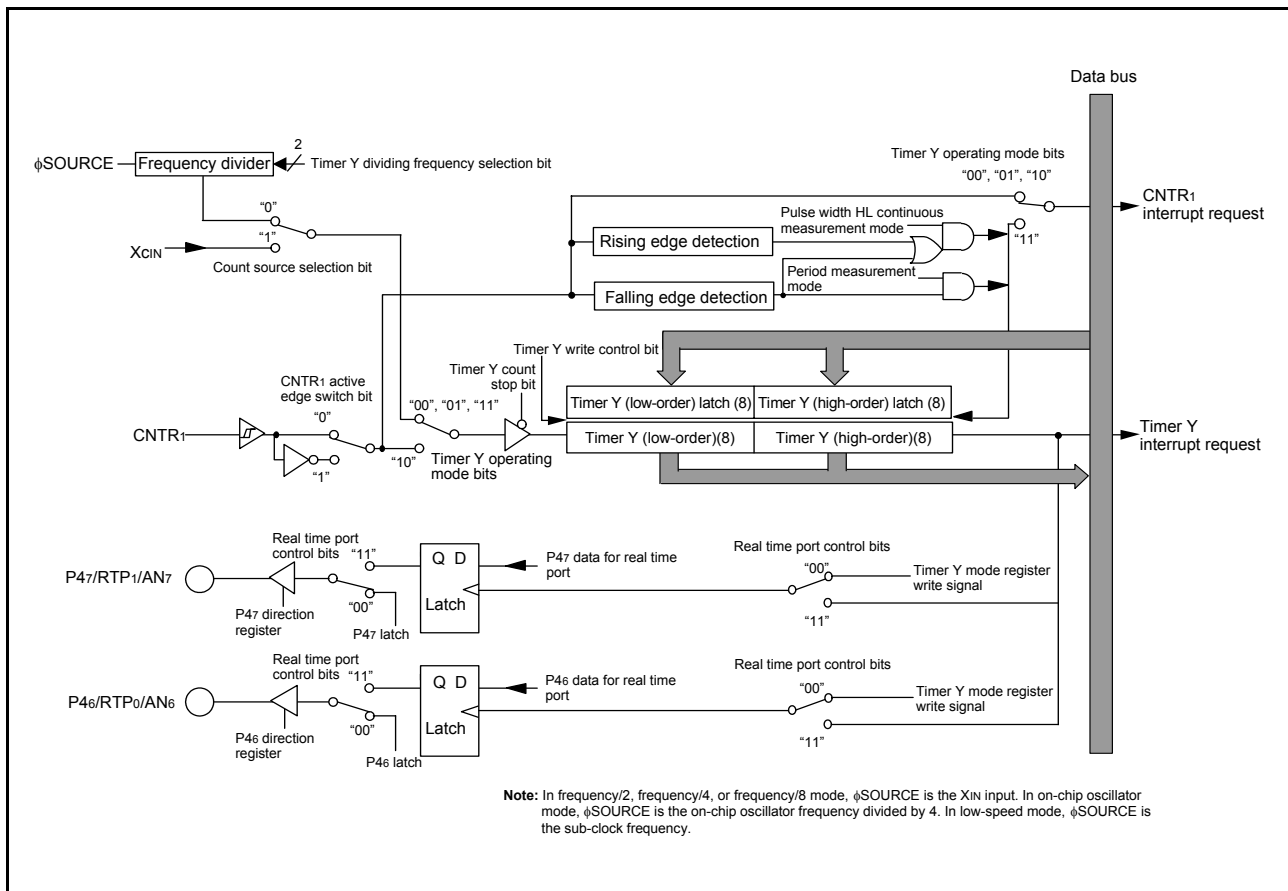 Data bus
2
φSOURCE
Frequency divider
Timer Y dividing frequency selection bit
Timer Y operating mode bits
"00", "01", "10"
CNTR1
interrupt request
"0"
"1"
XCIN
Count source selection bit
Pulse width HL continuous
measurement mode
"11"
Rising edge detection
Period measurement
mode
Falling edge detection
Timer Y write control bit
Timer Y count
stop bit
CNTR1 active
edge switch bit
"0"
"00", "01", "11"
Timer Y (low-order) latch (8)
Timer Y (high-order) latch (8)
CNTR1
"10"
Timer Y operating
mode bits
"1"
Timer Y (low-order)(8)
Timer Y (high-order)(8)
Timer Y
interrupt request
Real time port
control bits
"11"
Q D
P47 data for real time
port
Real time port control bits
"00"
Timer Y mode register
write signal
P47/RTP1/AN7
"00"
Latch
"11"
P47 direction
register
P47 latch
Real time port
control bits
"11"
Q D
P46 data for real time
port
Real time port control bits
"00"
Timer Y mode register
write signal
P46/RTP0/AN6
"00"
Latch
"11"
P46 direction
register
P46 latch
Note: In frequency/2, frequency/4, or frequency/8 mode, φSOURCE is the XIN input. In on-chip oscillator
mode, φSOURCE is the on-chip oscillator frequency divided by 4. In low-speed mode, φSOURCE is
the sub-clock frequency.